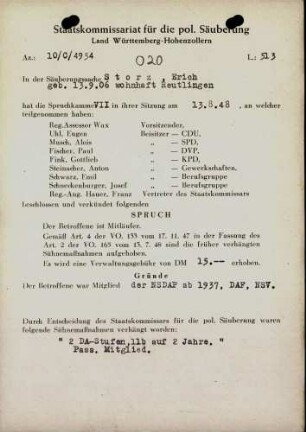 Staatskommissariat für die pol. Säuberung
Land Württemberg-Hohenzollern
Az.: 10/C/4954
020
L: 513
In der Säuberungssache Storz, Erich
geb. 13.9.06 wohnhaft Reutlingen
hat die Spruchkammer VII in ihrer Sitzung am 13.8.48, an welcher
teilgenommen haben:
Reg.Assessor Wax Vorsitzender,
Uhl, Eugen Beisitzer - CDU,
Musch, Alois „ - SPD,
Fischer, Paul „ - DVP,
Fink, Gottlieb „ - KPD,
Steimacher, Anton „ - Gewerkschaften,
Schwarz, Emil „ - Berufsgruppe
Schneckenburger, Josef „ - Berufsgruppe
Reg.-Ang. Hauer, Franz Vertreter des Staatskommissars
beschlossen und verkündet folgenden
SPRUCH
Der Betroffene ist Mitläufer.
Gemäß Art. 4 der VO. 133 vom 17. 11. 47 in der Fassung des
Art. 2 der VO. 165 vom 13. 7. 48 sind die früher verhängten
Sühnemaßnahmen aufgehoben.
Es wird eine Verwaltungsgebühr von DM 15.-- erhoben.
Gründe
Der Betroffene war Mitglied der NSDAP ab 1937, DAF, NSV.
Durch Entscheidung des Staatskommissars für die pol. Säuberung waren
folgende Sühnemaßnahmen verhängt worden:
" 2 DA-Stufen,11b auf 2 Jahre. "
Pass. Mitglied.